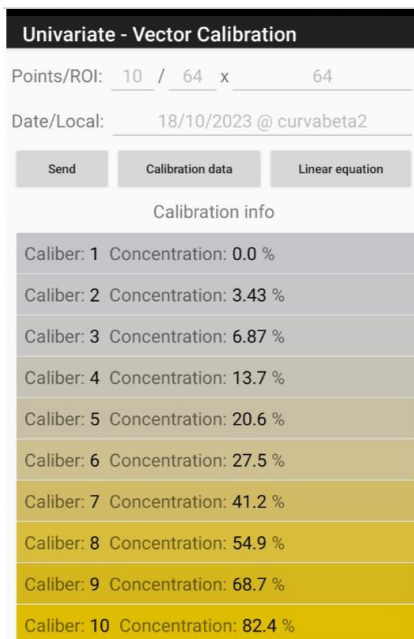 Univariate - Vector Calibration
Points/ROI: 10 / 64 x 64
Date/Local: 18/10/2023 @ curvabeta2
Send Calibration data Linear equation
Calibration info
Caliber: 1 Concentration: 0.0 %
Caliber: 2 Concentration: 3.43 %
Caliber: 3 Concentration: 6.87 %
Caliber: 4 Concentration: 13.7 %
Caliber: 5 Concentration: 20.6 %
Caliber: 6 Concentration: 27.5 %
Caliber: 7 Concentration: 41.2 %
Caliber: 8 Concentration: 54.9 %
Caliber: 9 Concentration: 68.7 %
Caliber: 10 Concentration: 82.4 %